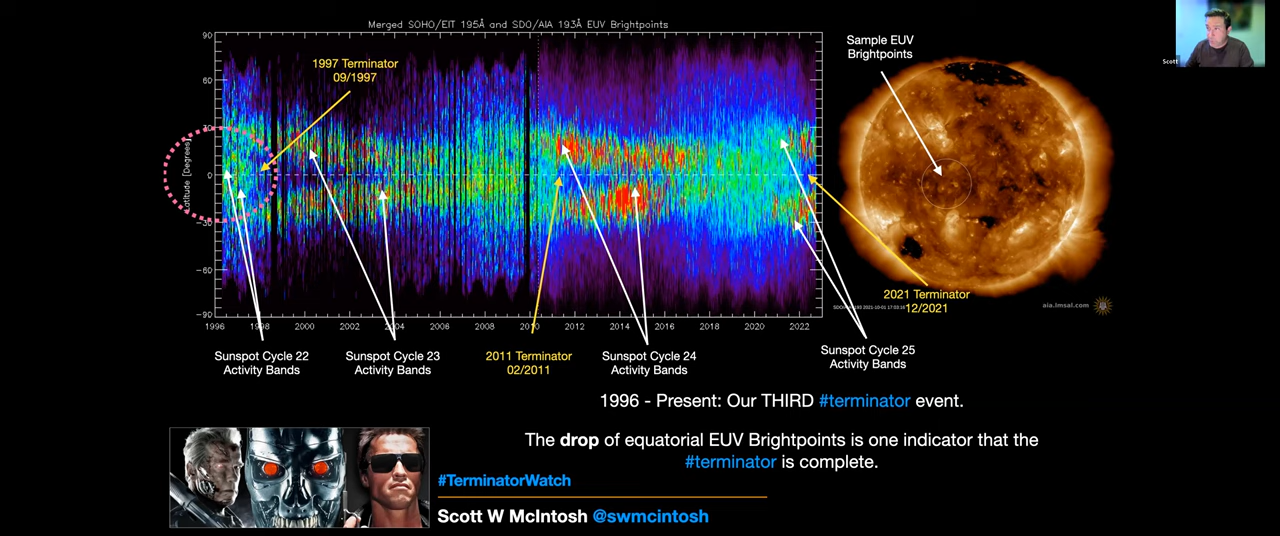 Merged SOHO/EIT 195Å and SDO/AIA 193Å EUV Brightpoints
90
60
30
0
-30
-60
-90
Latitude [Degrees]
1996
1998
2000
2002
2004
2006
2008
2010
2012
2014
2016
2018
2020
2022
1997 Terminator
09/1997
Sample EUV
Brightpoints
Scott
2021 Terminator
12/2021
aia.lmsal.com
Sunspot Cycle 22
Activity Bands
Sunspot Cycle 23
Activity Bands
2011 Terminator
02/2011
Sunspot Cycle 24
Activity Bands
Sunspot Cycle 25
Activity Bands
1996 - Present: Our THIRD #terminator event.
The drop of equatorial EUV Brightpoints is one indicator that the
#terminator is complete.
#TerminatorWatch
Scott W McIntosh @swmcintosh